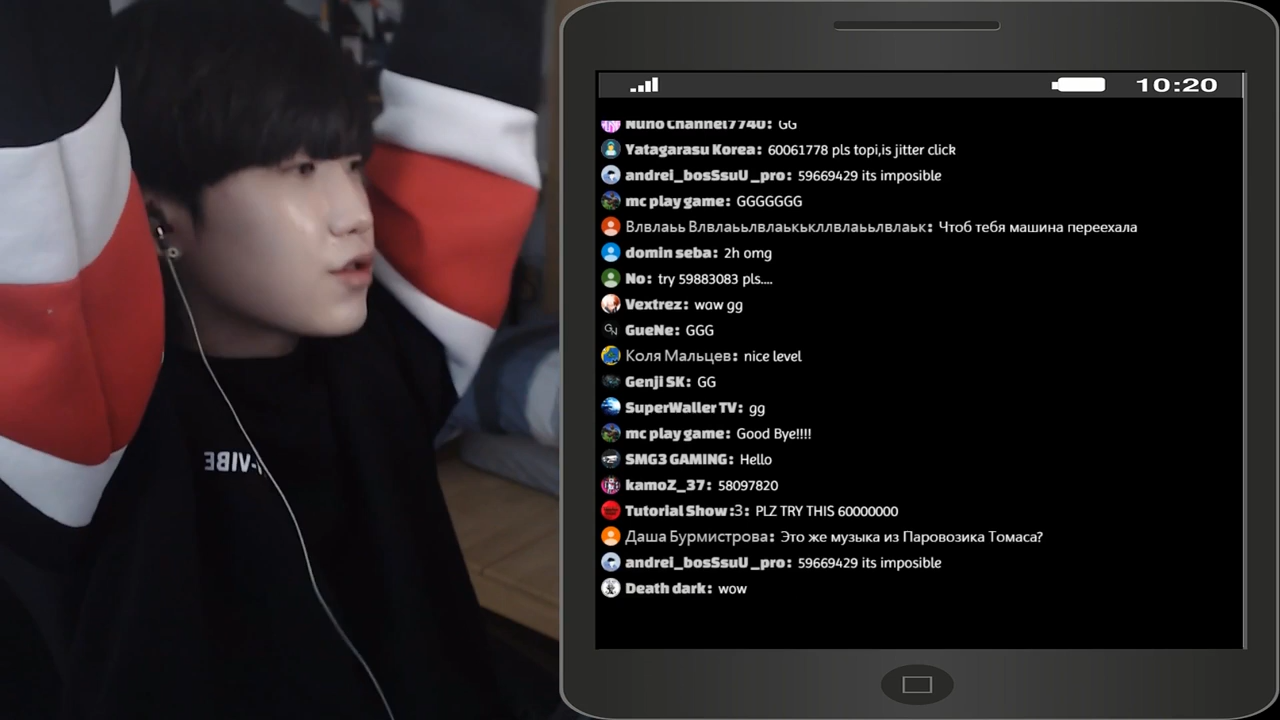 10:20
Nuno Channel7740: GG
Yatagarasu Korea: 60061778 pls topi,is jitter click
andrei_bosSsuU_pro: 59669429 its imposible
mc play game: GGGGGGG
Влвлаьь Влвлаььлвлаькьклл­влаььлвлаьк: Чтоб тебя машина переехала
domin seba: 2h omg
No: try 59883083 pls....
Vextrez: waw gg
GN GueNe: GGG
Коля Мальцев: nice level
Genji SK: GG
SuperWaller TV: gg
mc play game: Good Bye!!!!
SMG3 GAMING: Hello
kamoZ_37: 58097820
Tutorial Show :3: PLZ TRY THIS 60000000
Даша Бурмистрова: Это же музыка из Паровозика Томаса?
andrei_bosSsuU_pro: 59669429 its imposible
Death dark: wow
-VIBE